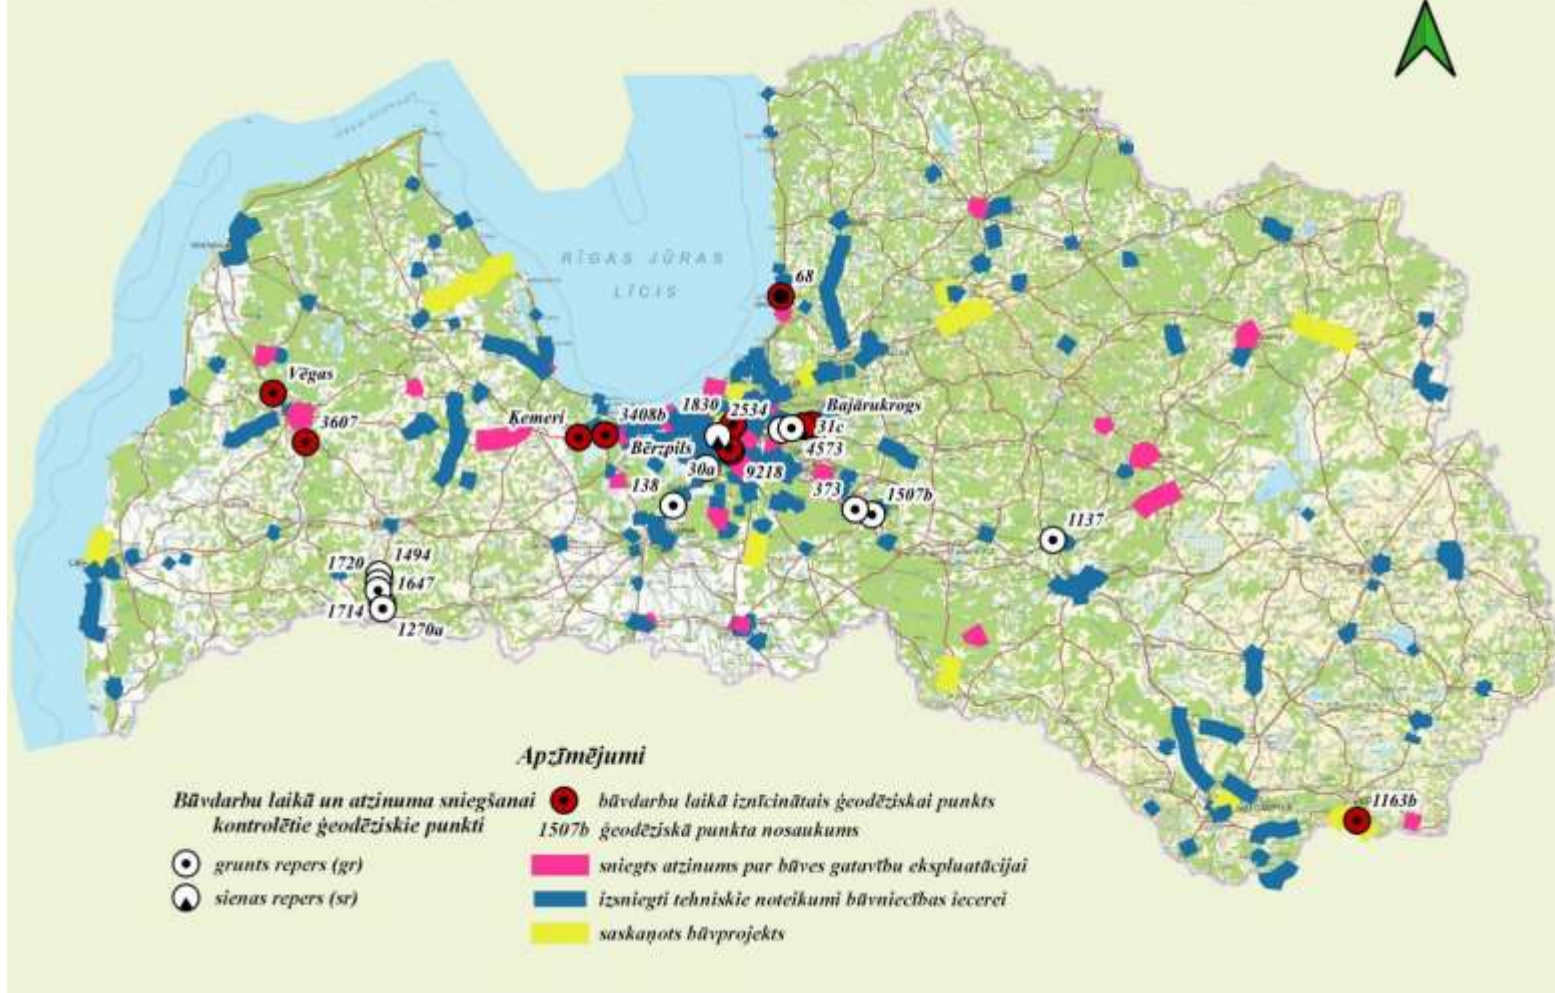 RĪGAS JŪRAS
LĪCIS
68
Vēgas
3607
Ķemeri
3408b
1830
2534
Bajārukrogs
31c
4573
Bērzpils
30a
9218
138
373
1507b
1137
1720
1494
1647
1714
1270a
1163b
Apzīmējumi
Būvdarbu laikā un atzinuma sniegšanai
kontrolētie ģeodēziskie punkti
grunts repers (gr)
sienas repers (sr)
būvdarbu laikā iznīcinātais ģeodēziskai punkts
1507b ģeodēziskā punkta nosaukums
sniegts atzinums par būves gatavību ekspluatācijai
izsniegti tehniskie noteikumi būvniecības iecerei
saskaņots būvprojekts